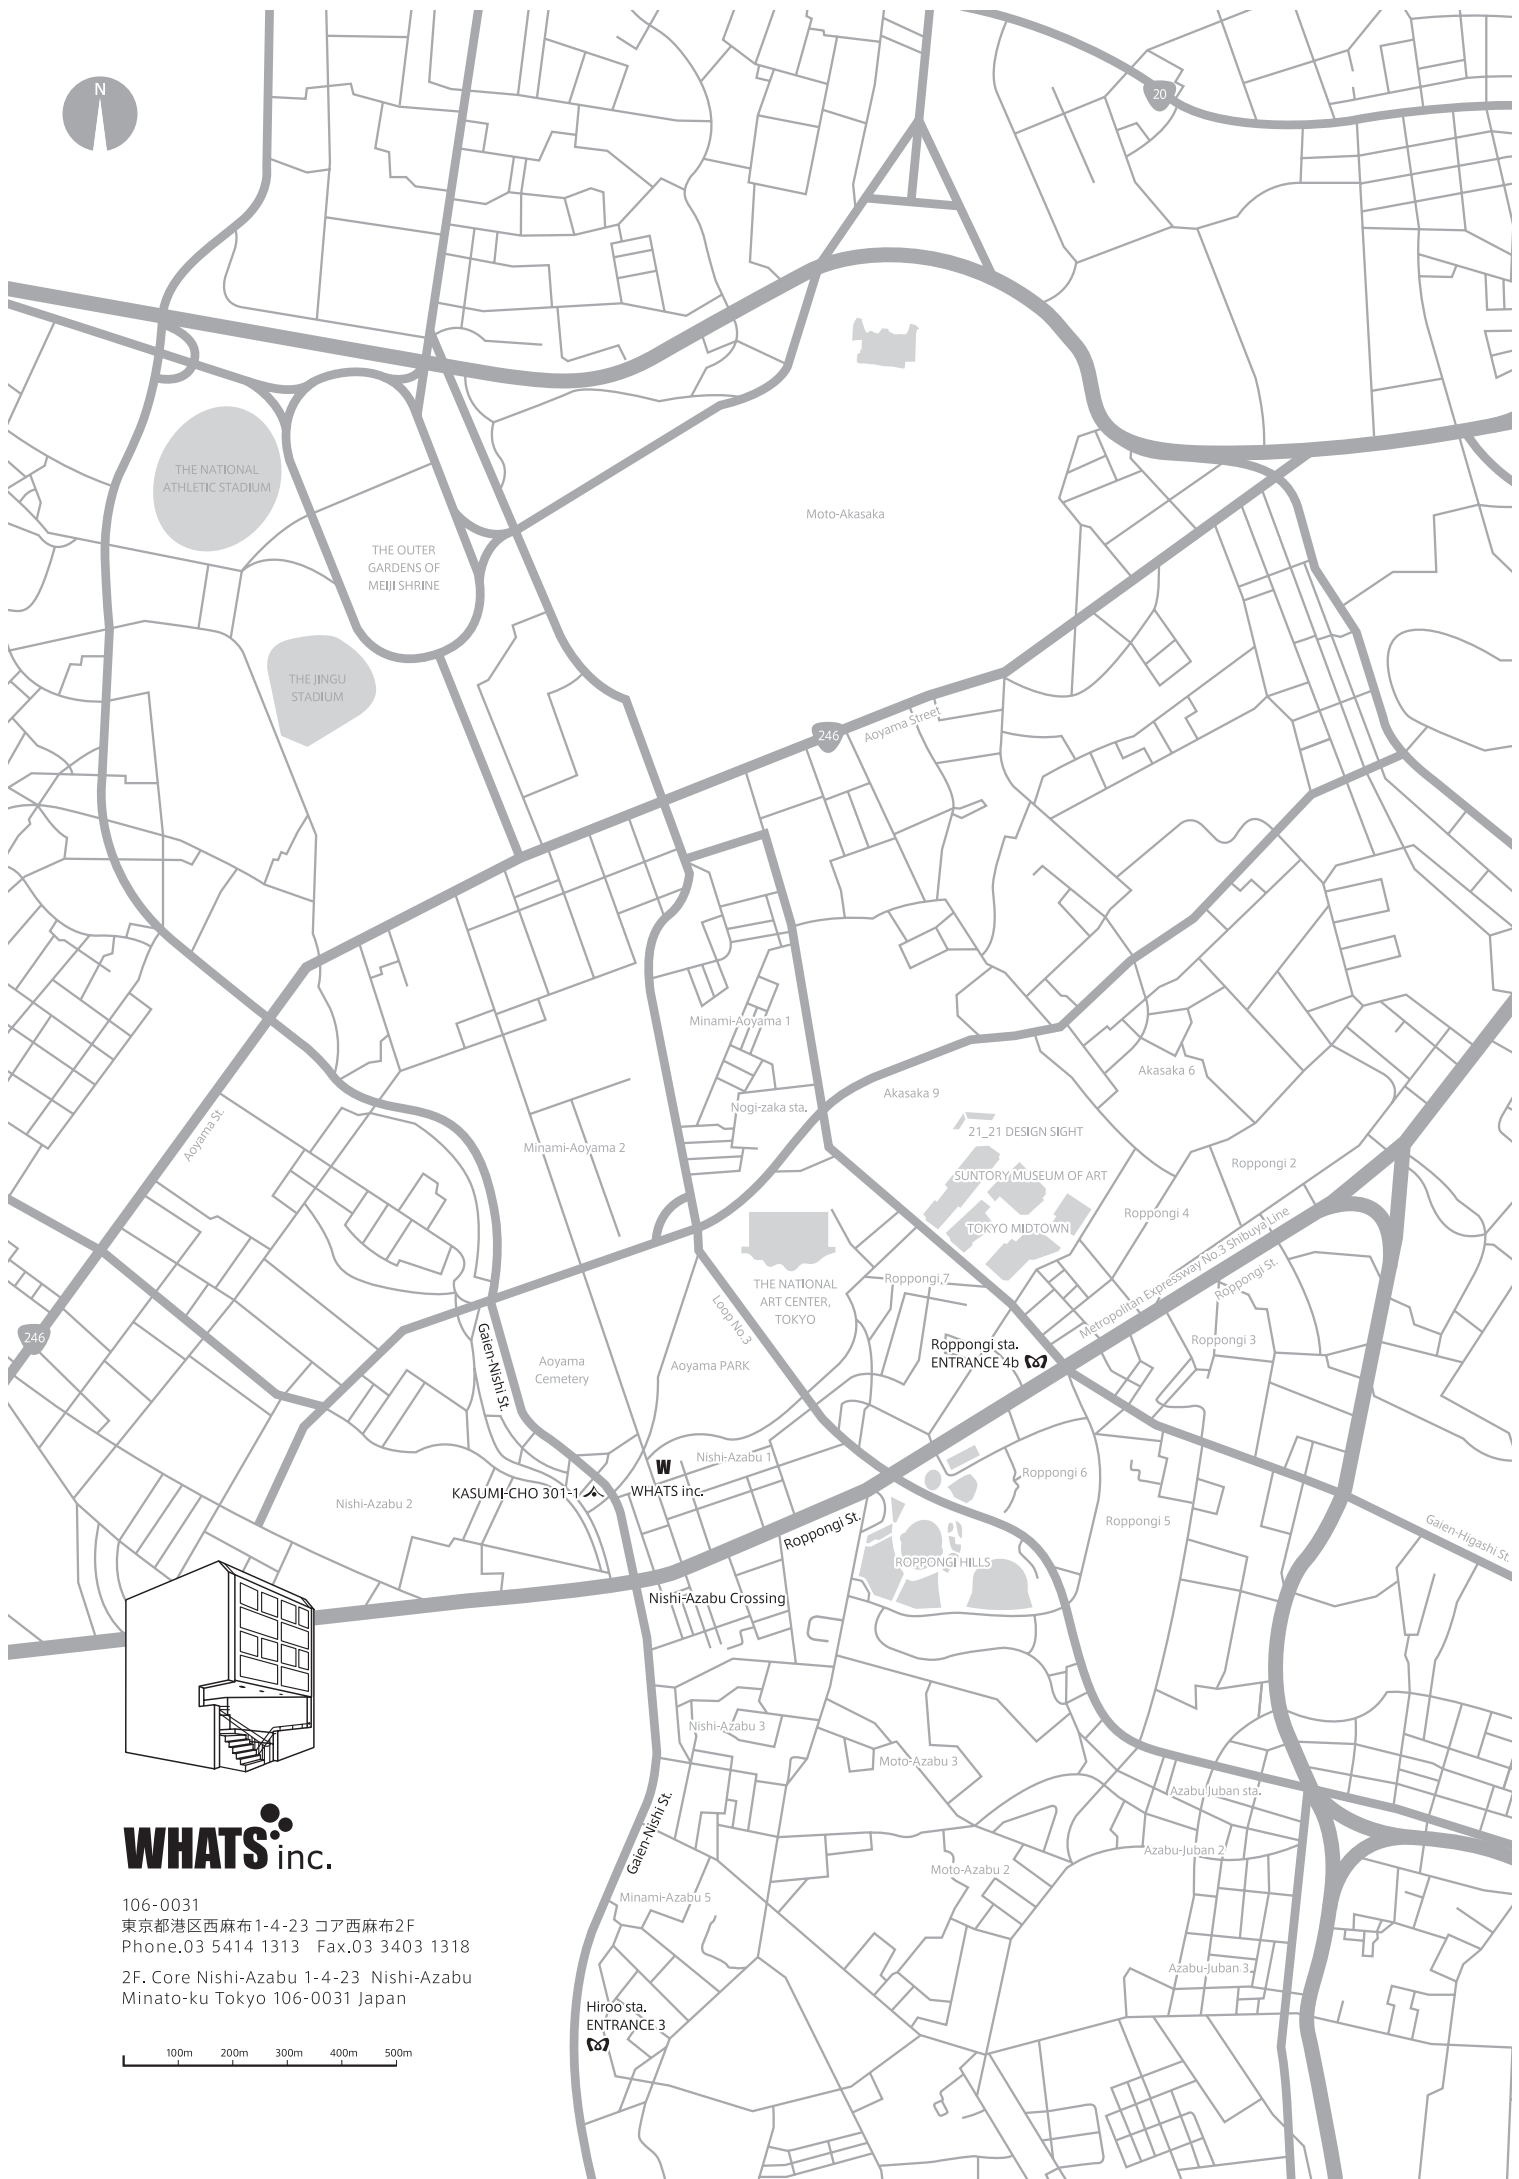 N
20
THE NATIONAL
ATHLETIC STADIUM
THE OUTER
GARDENS OF
MEIJI SHRINE
Moto-Akasaka
THE JINGU
STADIUM
246
Aoyama Street
Minami-Aoyama 1
Akasaka 6
Akasaka 9
Nogi-zaka sta.
Aoyama St.
21_21 DESIGN SIGHT
Minami-Aoyama 2
Roppongi 2
SUNTORY MUSEUM OF ART
Roppongi 4
TOKYO MIDTOWN
Metropolitan Expressway No.3 Shibuya Line
Roppongi St.
THE NATIONAL
ART CENTER,
TOKYO
Roppongi 7
Loop No.3
246
Gaien-Nishi St.
Roppongi 3
Roppongi sta.
ENTRANCE 4b
Aoyama
Cemetery
Aoyama PARK
Nishi-Azabu 1
W
WHATS inc.
Roppongi 6
KASUMI-CHO 301-1
Nishi-Azabu 2
Roppongi St.
Roppongi 5
Gaien-Higashi St.
ROPPONGI HILLS
Nishi-Azabu Crossing
Nishi-Azabu 3
Moto-Azabu 3
Azabu Juban sta.
Gaien-Nishi St.
Azabu-Juban 2
Moto-Azabu 2
Minami-Azabu 5
Azabu-Juban 3
Hiroo sta.
ENTRANCE 3
WHATS inc.
106-0031
東京都港区西麻布1-4-23 コア西麻布2F
Phone.03 5414 1313 Fax.03 3403 1318
2F. Core Nishi-Azabu 1-4-23 Nishi-Azabu
Minato-ku Tokyo 106-0031 Japan
100m 200m 300m 400m 500m